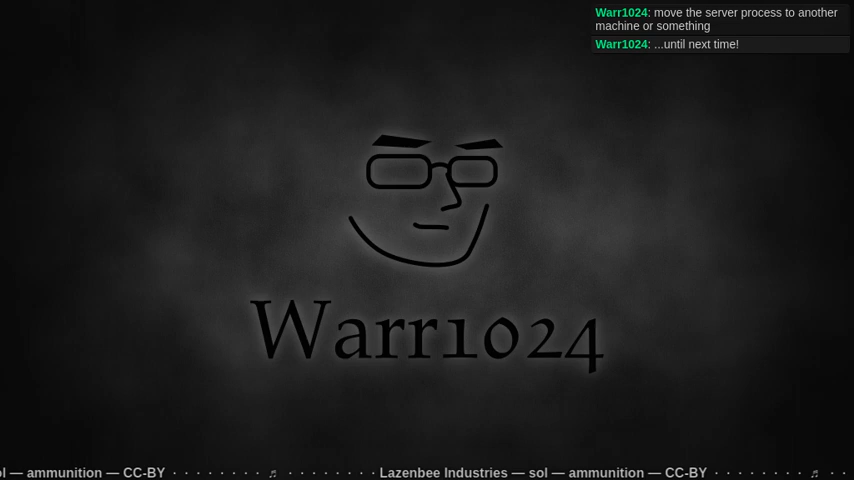 Warr1024: move the server process to another
machine or something
Warr1024: ...until next time!
Warr1024
ol — ammunition — CC-BY · · · · · · · · ♬ · · · · · · · · Lazenbee Industries — sol — ammunition — CC-BY · · · · · · · · ♬ · ·